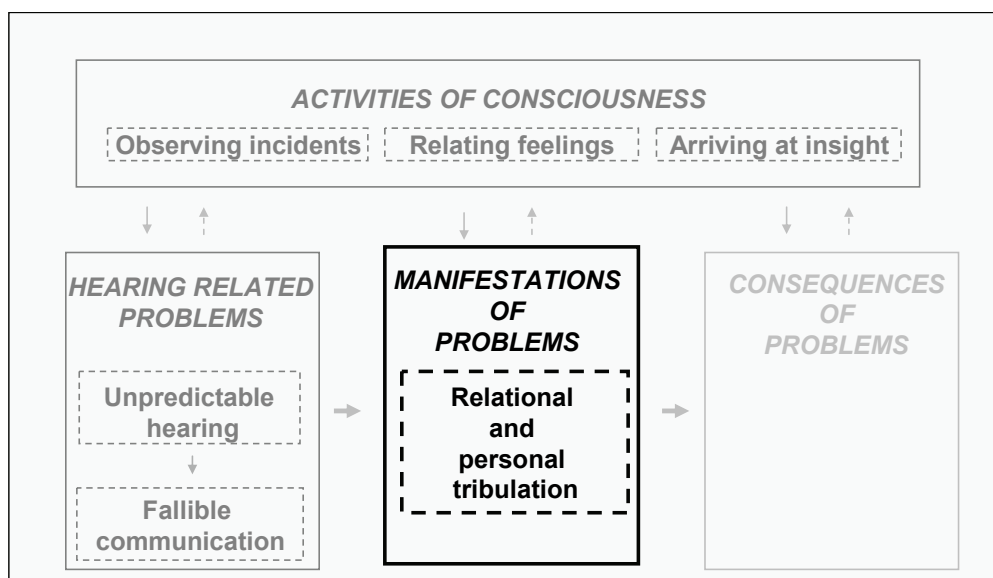 ACTIVITIES OF CONSCIOUSNESS
Observing incidents
Relating feelings
Arriving at insight
HEARING RELATED
PROBLEMS
Unpredictable
hearing
Fallible
communication
MANIFESTATIONS
OF
PROBLEMS
Relational
and
personal
tribulation
CONSEQUENCES
OF
PROBLEMS